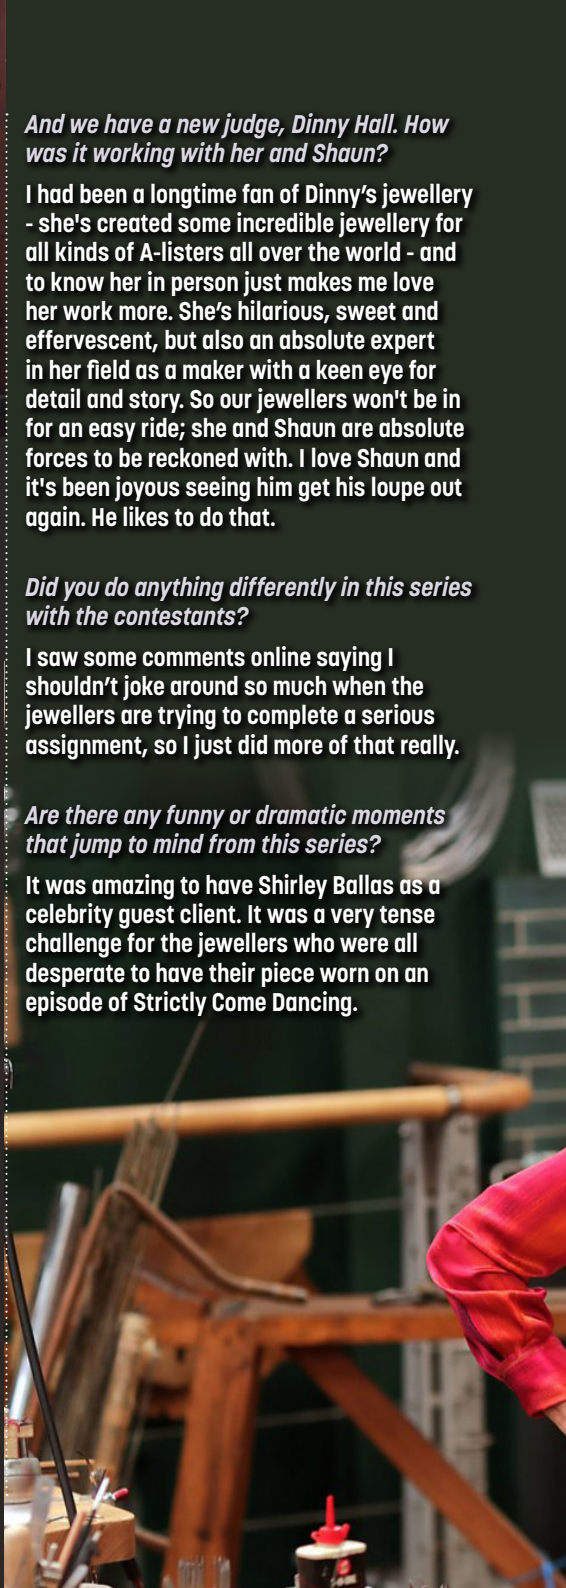 And we have a new judge, Dinny Hall. How
was it working with her and Shaun?
I had been a longtime fan of Dinny’s jewellery
- she's created some incredible jewellery for
all kinds of A-listers all over the world - and
to know her in person just makes me love
her work more. She’s hilarious, sweet and
effervescent, but also an absolute expert
in her field as a maker with a keen eye for
detail and story. So our jewellers won't be in
for an easy ride; she and Shaun are absolute
forces to be reckoned with. I love Shaun and
it's been joyous seeing him get his loupe out
again. He likes to do that.
Did you do anything differently in this series
with the contestants?
I saw some comments online saying I
shouldn’t joke around so much when the
jewellers are trying to complete a serious
assignment, so I just did more of that really.
Are there any funny or dramatic moments
that jump to mind from this series?
It was amazing to have Shirley Ballas as a
celebrity guest client. It was a very tense
challenge for the jewellers who were all
desperate to have their piece worn on an
episode of Strictly Come Dancing.